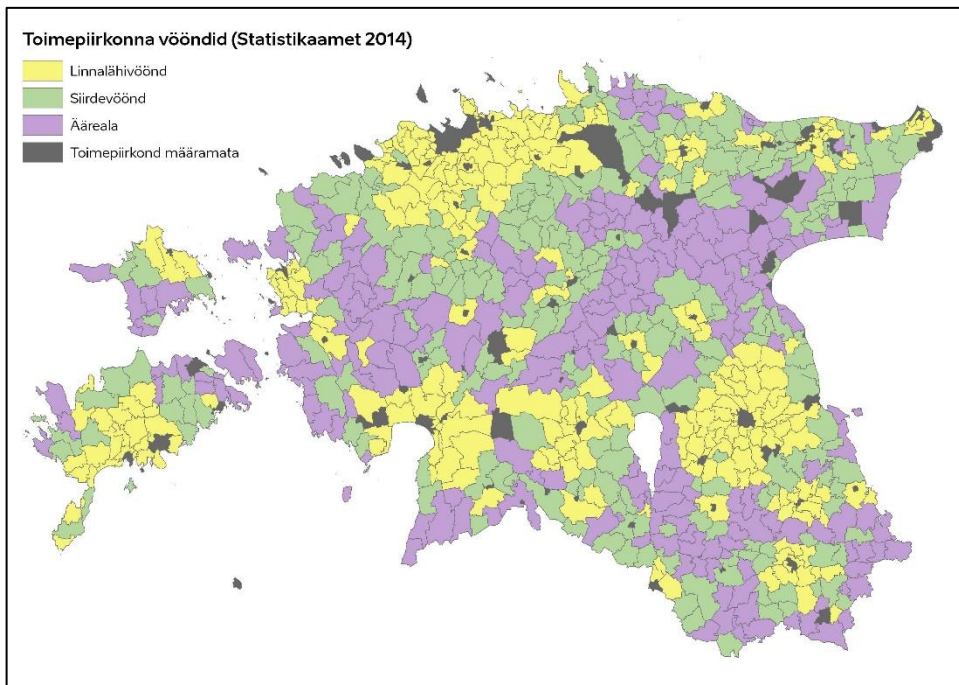 Toimepiirkonna vööndid (Statistikaamet 2014)
Linnalähivöönd
Siirdevöönd
Ääreala
Toimepiirkond määramata